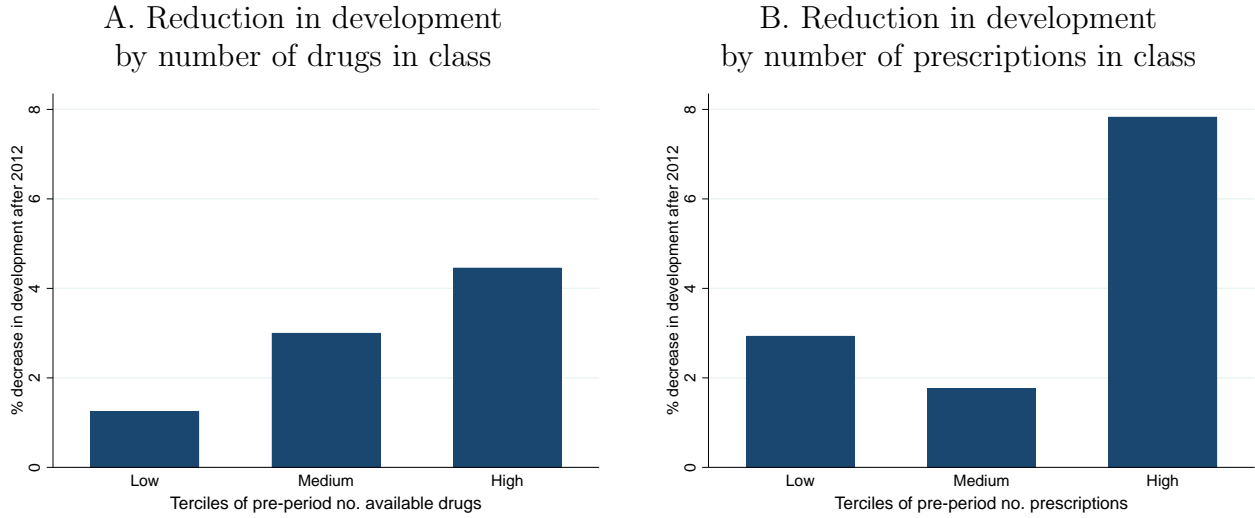 A. Reduction in development
by number of drugs in class
% decrease in development after 2012
8
6
4
2
0
Low Medium High
Terciles of pre-period no. available drugs
B. Reduction in development
by number of prescriptions in class
% decrease in development after 2012
8
6
4
2
0
Low Medium High
Terciles of pre-period no. prescriptions